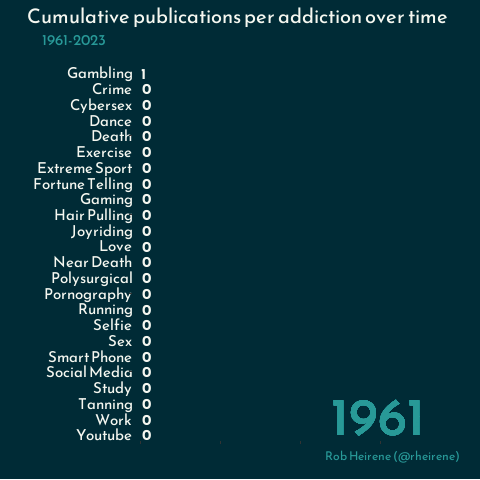 Cumulative publications per addiction over time
1961-2023
Gambling 1
Crime 0
Cybersex 0
Dance 0
Death 0
Exercise 0
Extreme Sport 0
Fortune Telling 0
Gaming 0
Hair Pulling 0
Joyriding 0
Love 0
Near Death 0
Polysurgical 0
Pornography 0
Running 0
Selfie 0
Sex 0
Smart Phone 0
Social Media 0
Study 0
Tanning 0
Work 0
Youtube 0
1961
Rob Heirene (@rheirene)